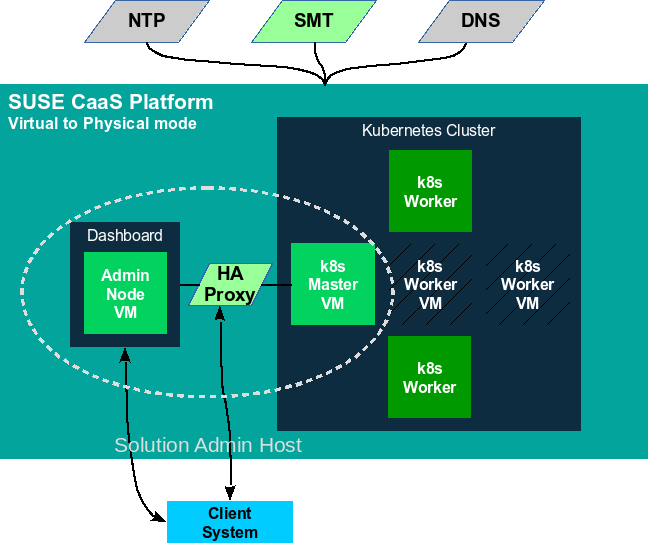 NTP
SMT
DNS
SUSE CaaS Platform
Virtual to Physical mode
Kubernetes Cluster
k8s
Worker
Dashboard
Admin
Node
VM
HA
Proxy
k8s
Master
VM
k8s
Worker
VM
k8s
Worker
VM
k8s
Worker
Solution Admin Host
Client
System